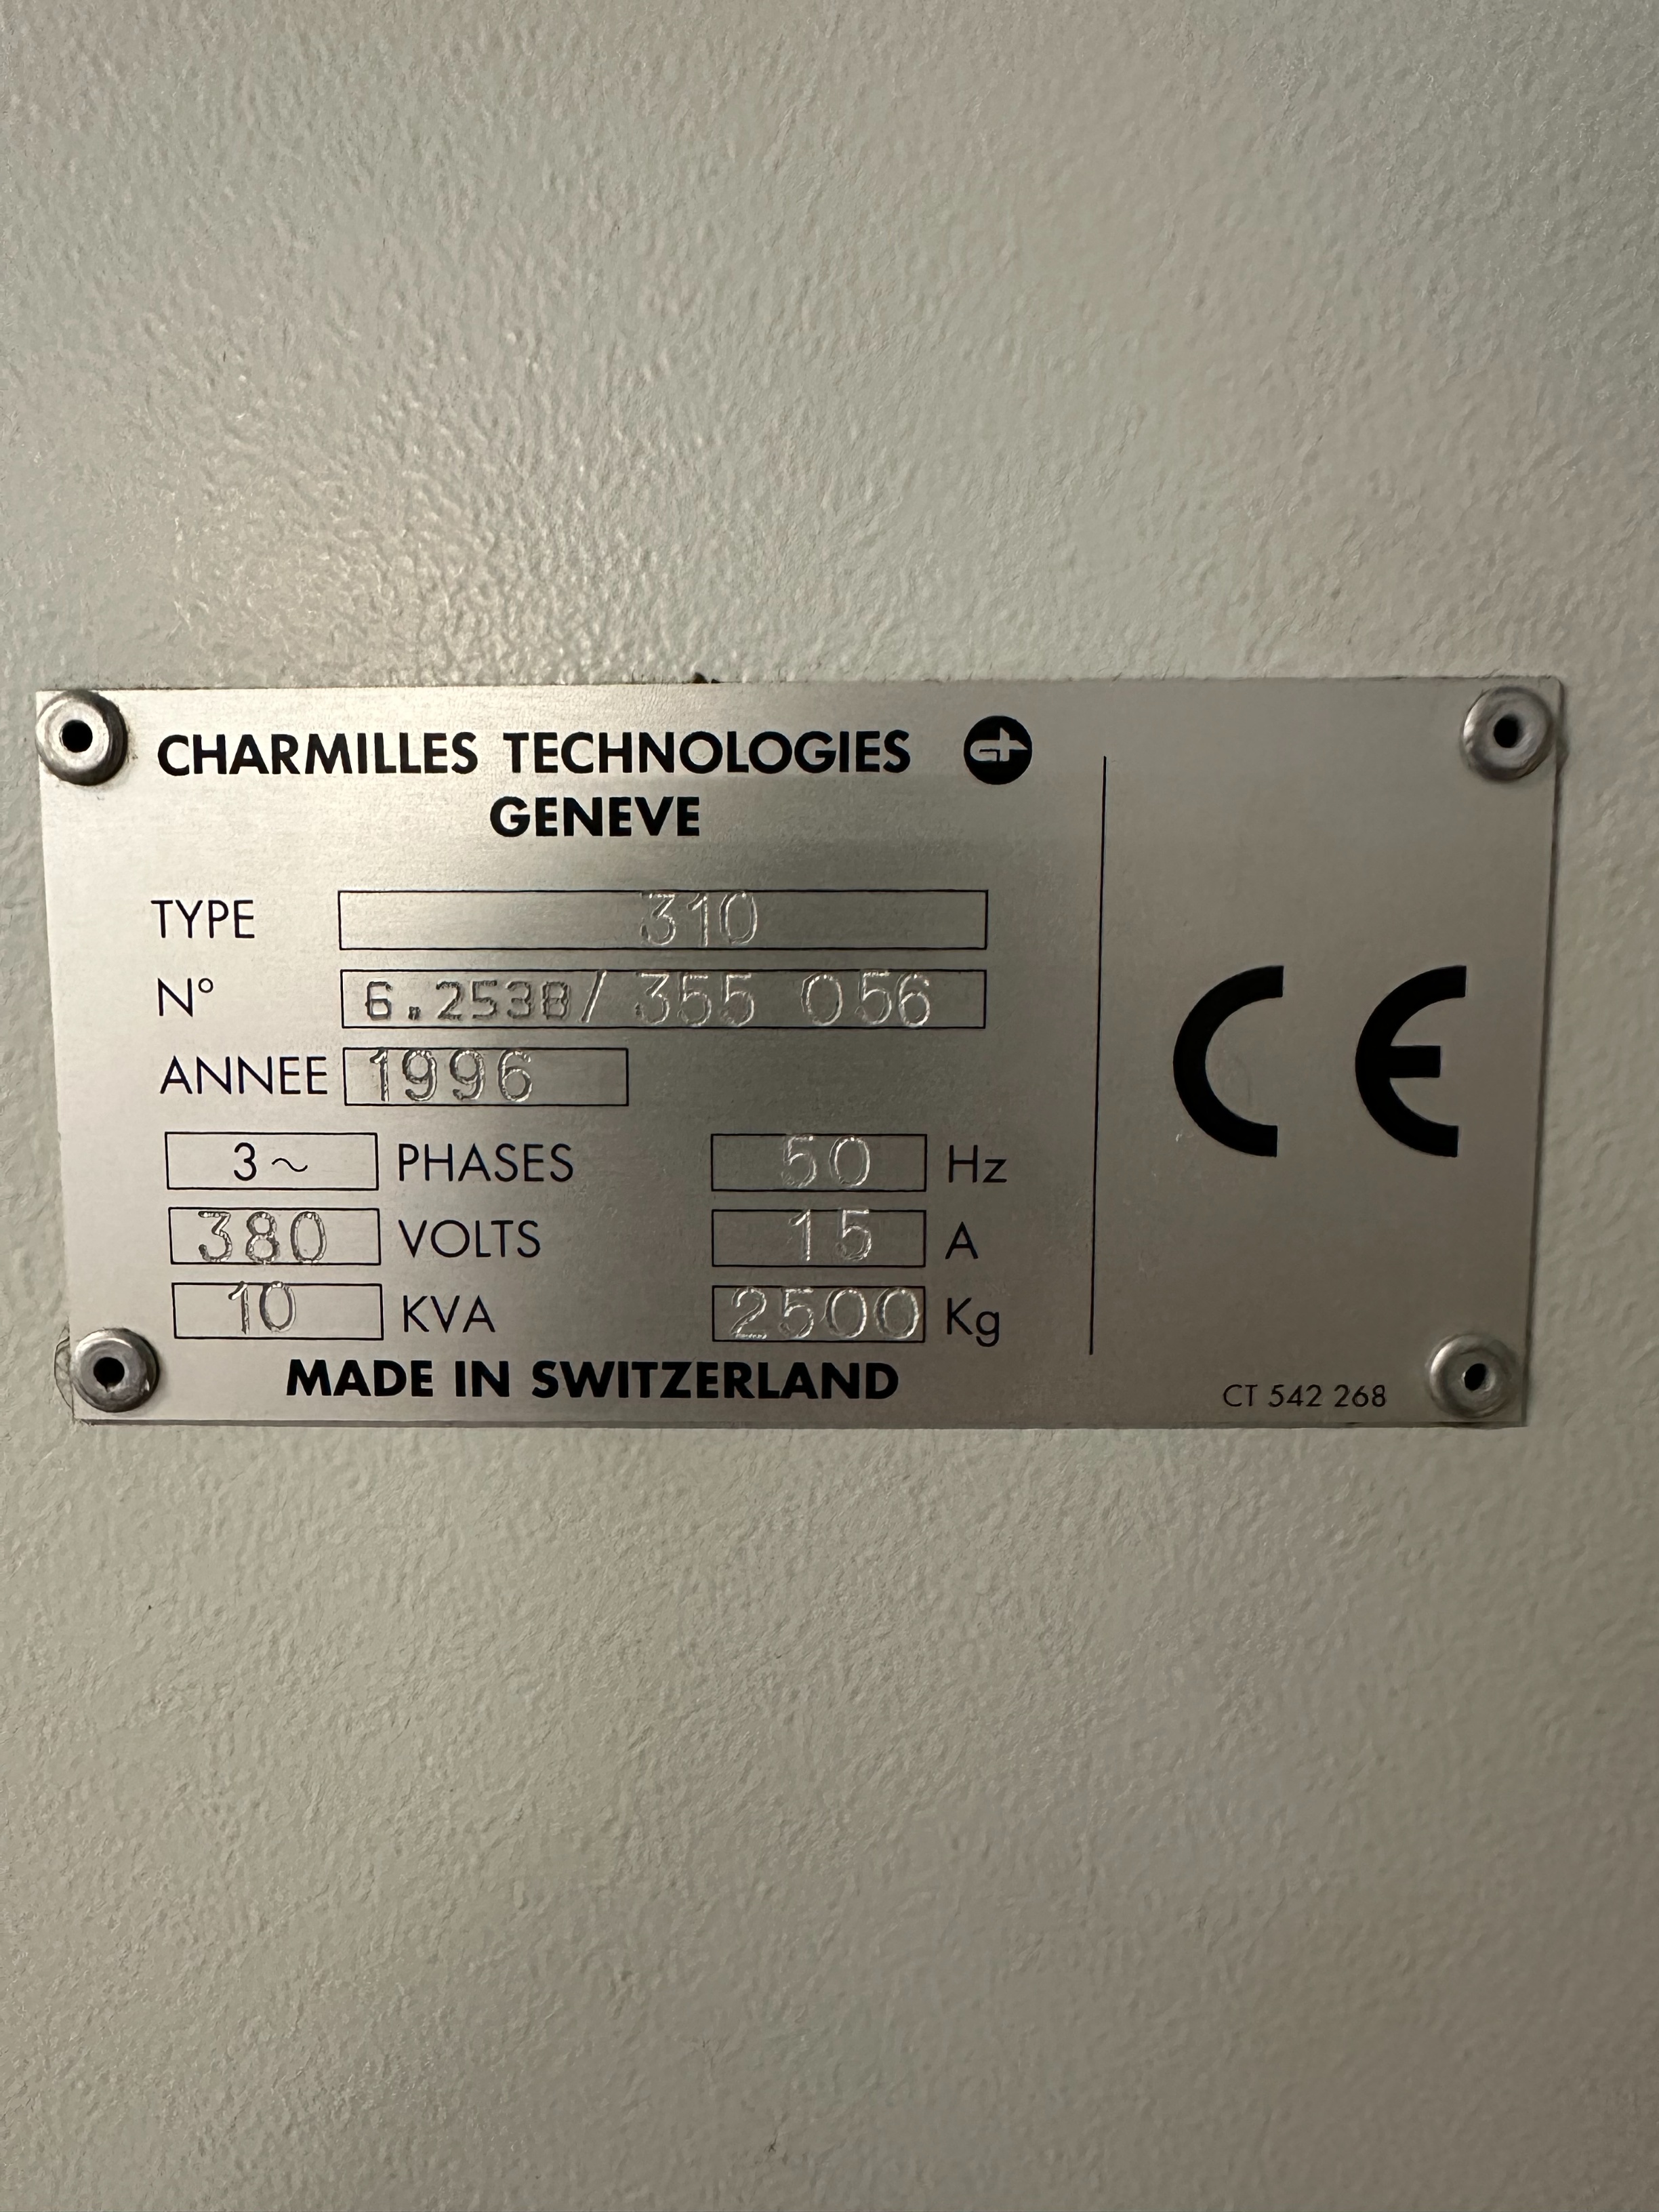 CHARMILLES TECHNOLOGIES
GENEVE
TYPE 310
N° 6.2538/ 355 056
ANNEE 1996
3~ PHASES 50 Hz
380 VOLTS 15 A
10 KVA 2500 Kg
MADE IN SWITZERLAND
CE
CT 542 268